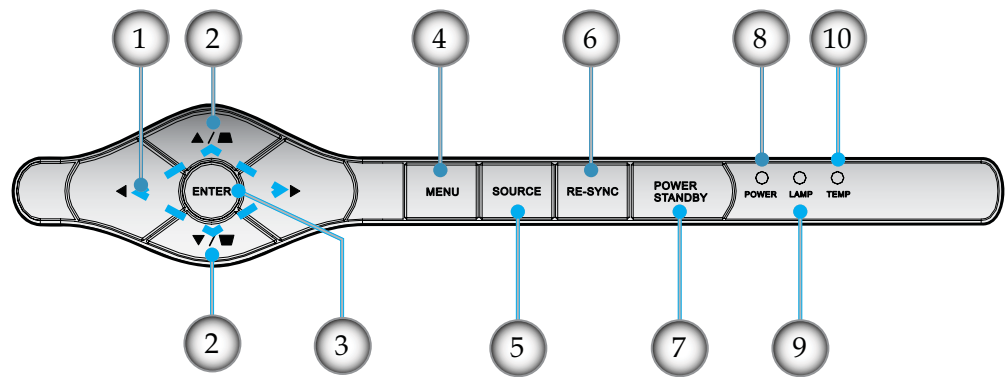 1 2 4 6 8 10
▲/
◀ ENTER ▶
▼/
MENU
SOURCE
RE-SYNC
POWER
STANDBY
POWER LAMP TEMP
2 3 5 7 9